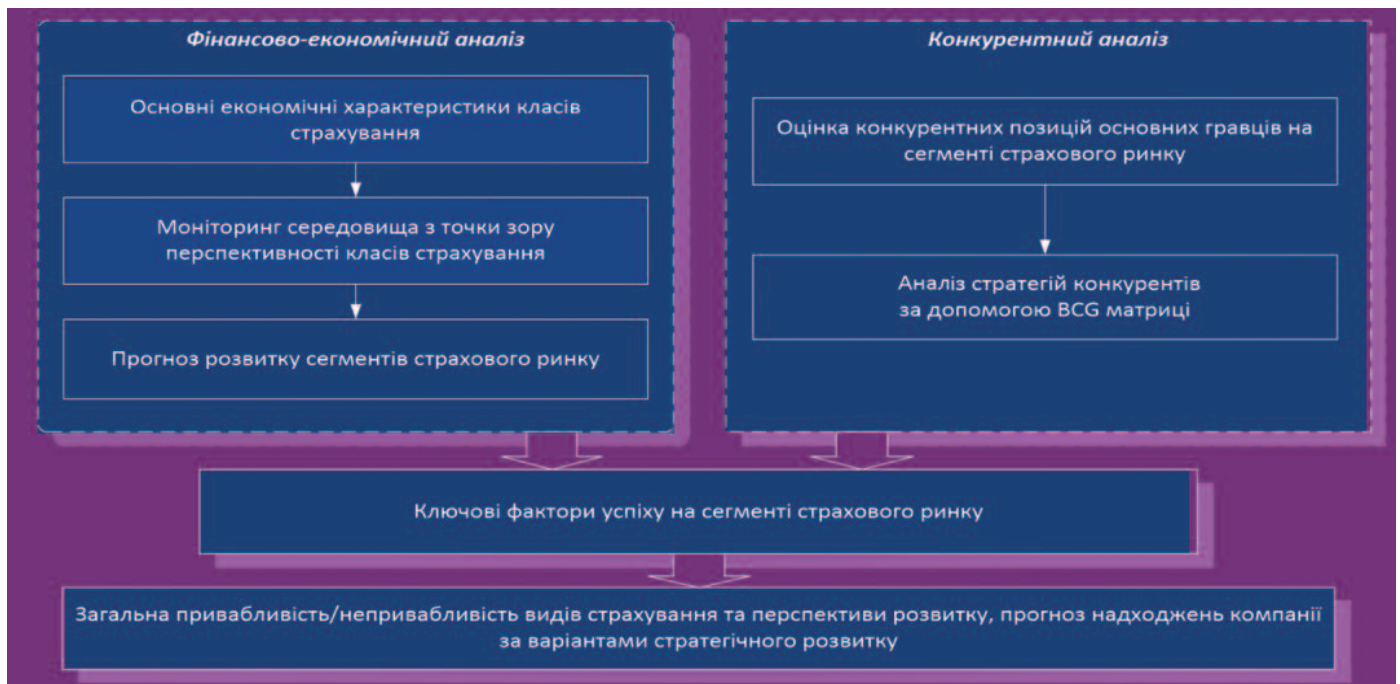 Фінансово-економічний аналіз
Основні економічні характеристики класів
страхування
Моніторинг середовища з точки зору
перспективності класів страхування
Прогноз розвитку сегментів страхового ринку
Конкурентний аналіз
Оцінка конкурентних позицій основних гравців на
сегменті страхового ринку
Аналіз стратегій конкурентів
за допомогою BCG матриці
Ключові фактори успіху на сегменті страхового ринку
Загальна привабливість/непривабливість видів страхування та перспективи розвитку, прогноз надходжень компанії
за варіантами стратегічного розвитку